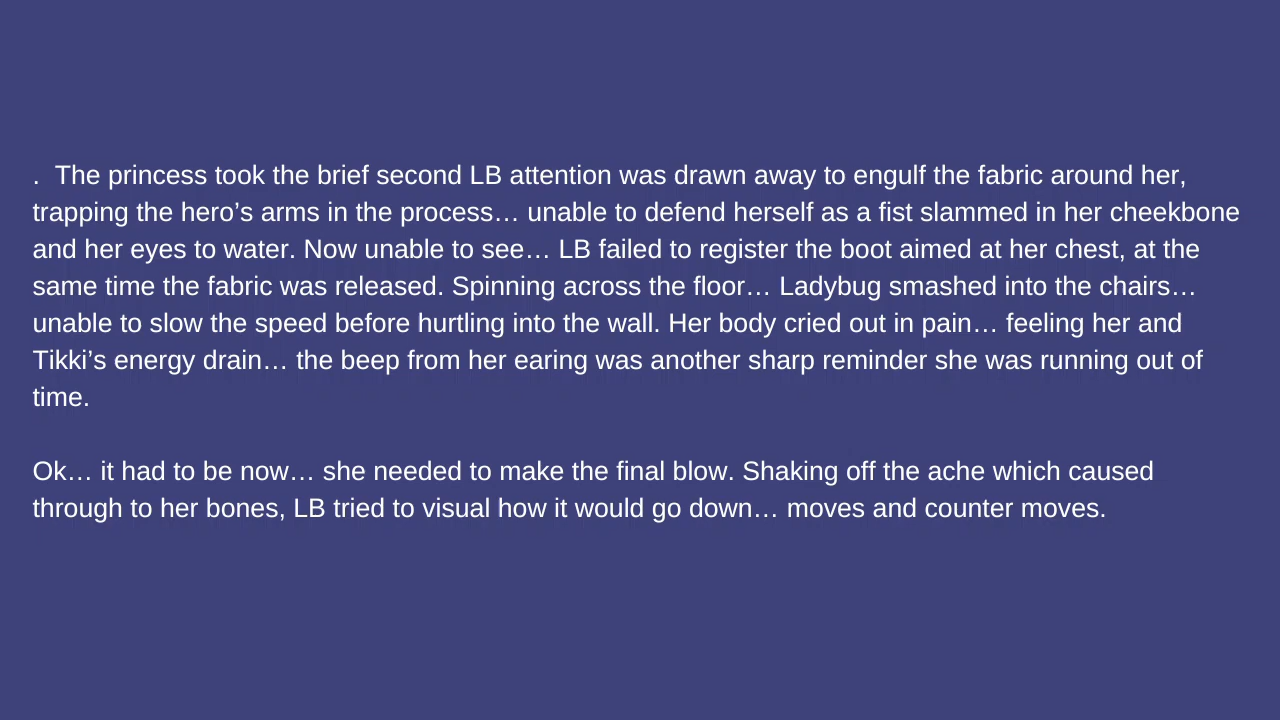 .  The princess took the brief second LB attention was drawn away to engulf the fabric around her,
trapping the hero’s arms in the process… unable to defend herself as a fist slammed in her cheekbone
and her eyes to water. Now unable to see… LB failed to register the boot aimed at her chest, at the
same time the fabric was released. Spinning across the floor… Ladybug smashed into the chairs…
unable to slow the speed before hurtling into the wall. Her body cried out in pain… feeling her and
Tikki’s energy drain… the beep from her earing was another sharp reminder she was running out of
time.

Ok… it had to be now… she needed to make the final blow. Shaking off the ache which caused
through to her bones, LB tried to visual how it would go down… moves and counter moves.